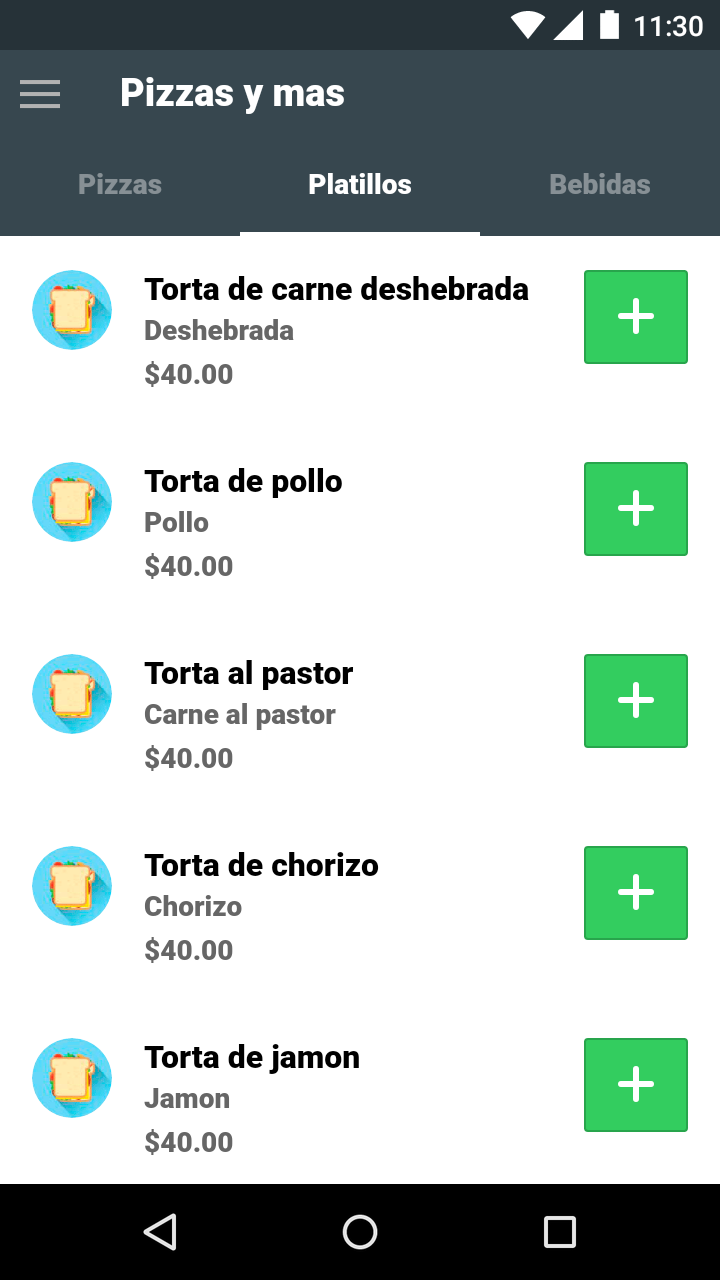 11:30
Pizzas y mas
Pizzas
Platillos
Bebidas
Torta de carne deshebrada
Deshebrada
$40.00
Torta de pollo
Pollo
$40.00
Torta al pastor
Carne al pastor
$40.00
Torta de chorizo
Chorizo
$40.00
Torta de jamon
Jamon
$40.00